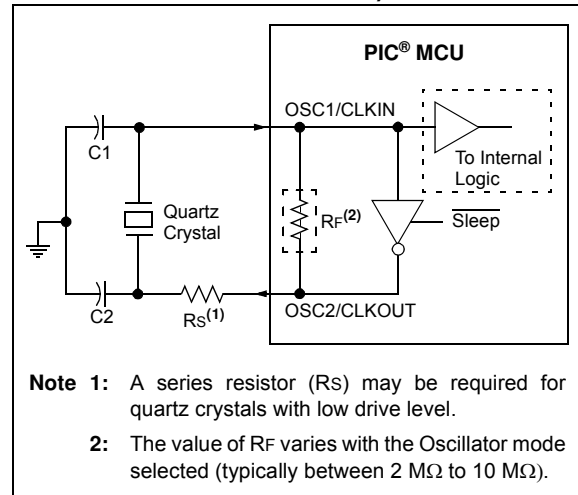 PIC® MCU
OSC1/CLKIN
C1
To Internal
Logic
Quartz
Crystal
RF(2)
Sleep
C2
RS(1)
OSC2/CLKOUT
Note 1: A series resistor (RS) may be required for
quartz crystals with low drive level.
2: The value of RF varies with the Oscillator mode
selected (typically between 2 MΩ to 10 MΩ).